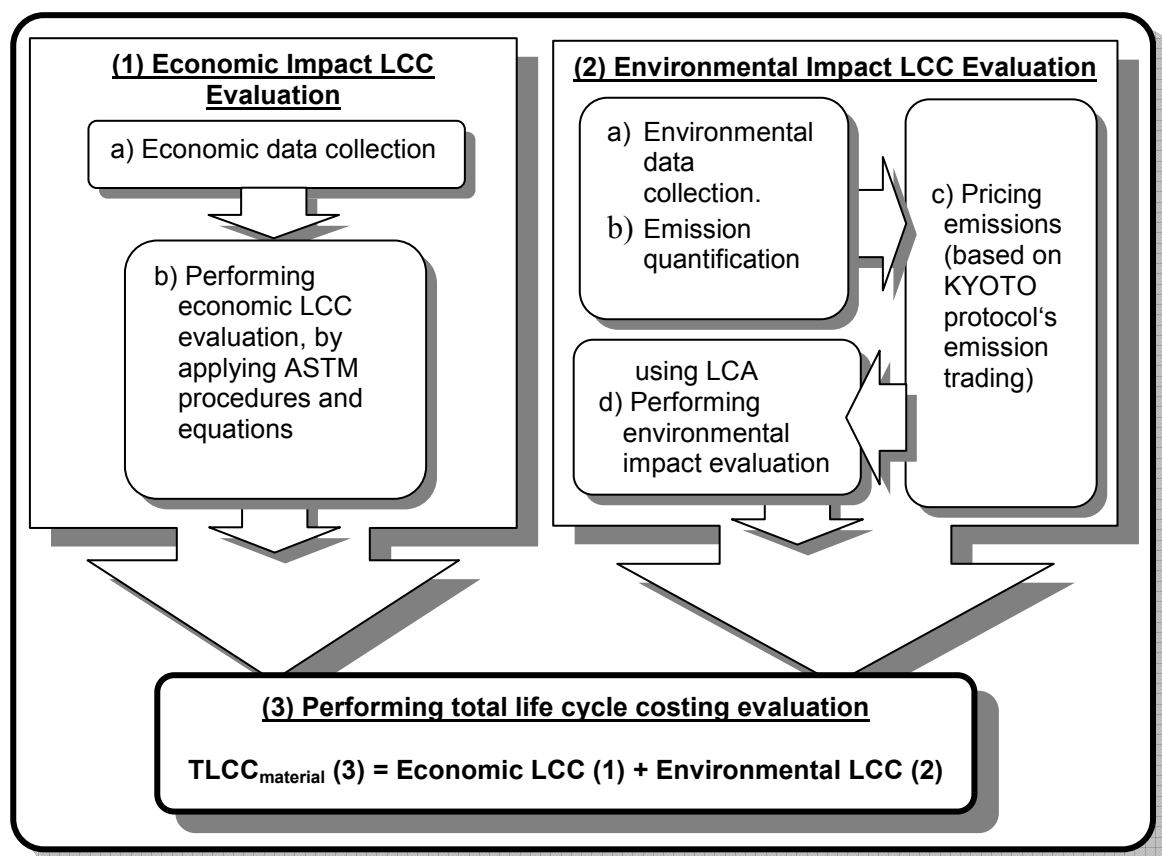 (1) Economic Impact LCC
Evaluation
a) Economic data collection
b) Performing
economic LCC
evaluation, by
applying ASTM
procedures and
equations
(2) Environmental Impact LCC Evaluation
a) Environmental
data
collection.
b) Emission
quantification
c) Pricing
emissions
(based on
KYOTO
protocol‘s
emission
trading)
using LCA
d) Performing
environmental
impact evaluation
(3) Performing total life cycle costing evaluation
TLCCmaterial (3) = Economic LCC (1) + Environmental LCC (2)